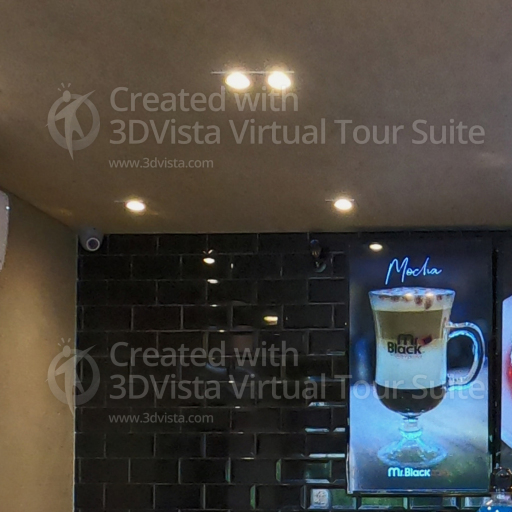 Created with
3DVista Virtual Tour Suite
www.3dvista.com
Mocha
Mr.
Black
Created with
3DVista Virtual Tour Suite
www.3dvista.com
Mr.Black